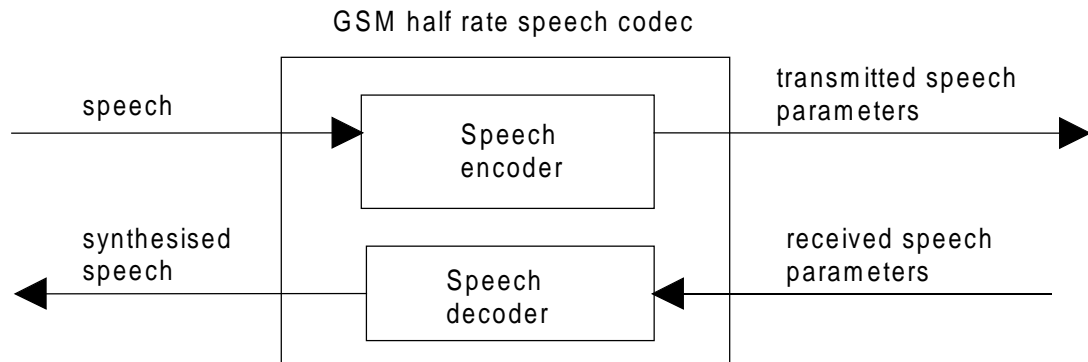 GSM half rate speech codec
speech
Speech
encoder
transmitted speech
parameters
synthesised
speech
Speech
decoder
received speech
parameters